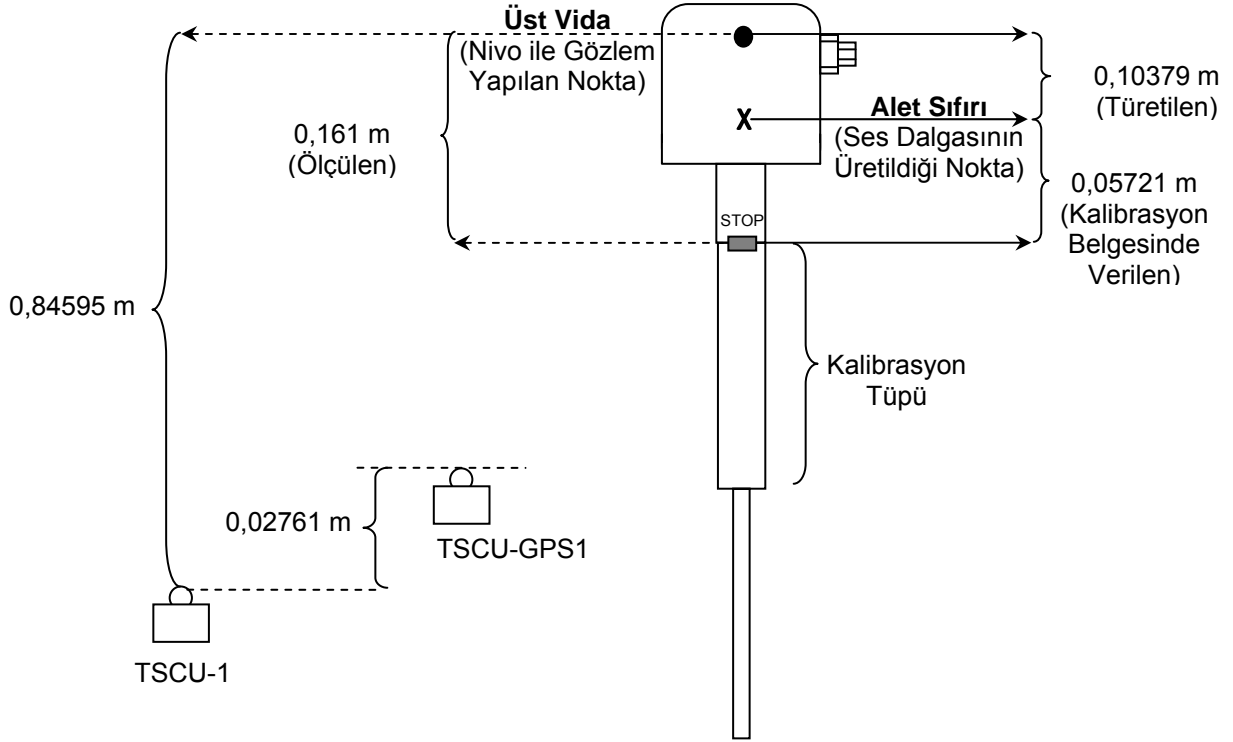 Üst Vida
(Nivo ile Gözlem
Yapılan Nokta)
0,10379 m
(Türetilen)
Alet Sıfırı
(Ses Dalgasının
Üretildiği Nokta)
X
0,161 m
(Ölçülen)
0,05721 m
(Kalibrasyon
Belgesinde
Verilen)
STOP
0,84595 m
Kalibrasyon
Tüpü
0,02761 m
TSCU-GPS1
TSCU-1